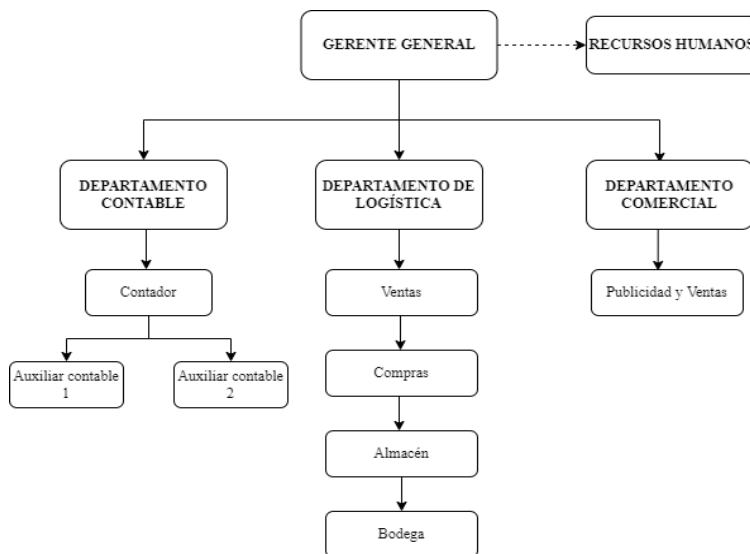 GERENTE GENERAL
RECURSOS HUMANOS
DEPARTAMENTO
CONTABLE
DEPARTAMENTO DE
LOGÍSTICA
DEPARTAMENTO
COMERCIAL
Contador
Ventas
Publicidad y Ventas
Auxiliar contable
1
Auxiliar contable
2
Compras
Almacén
Bodega